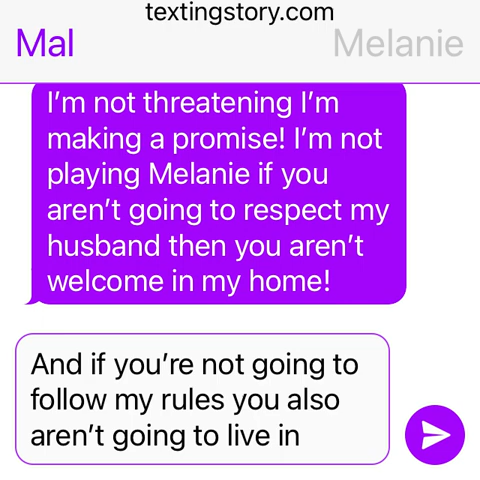 textingstory.com
Mal
Melanie
I'm not threatening I'm
making a promise! I'm not
playing Melanie if you
aren't going to respect my
husband then you aren't
welcome in my home!
And if you're not going to
follow my rules you also
aren't going to live in